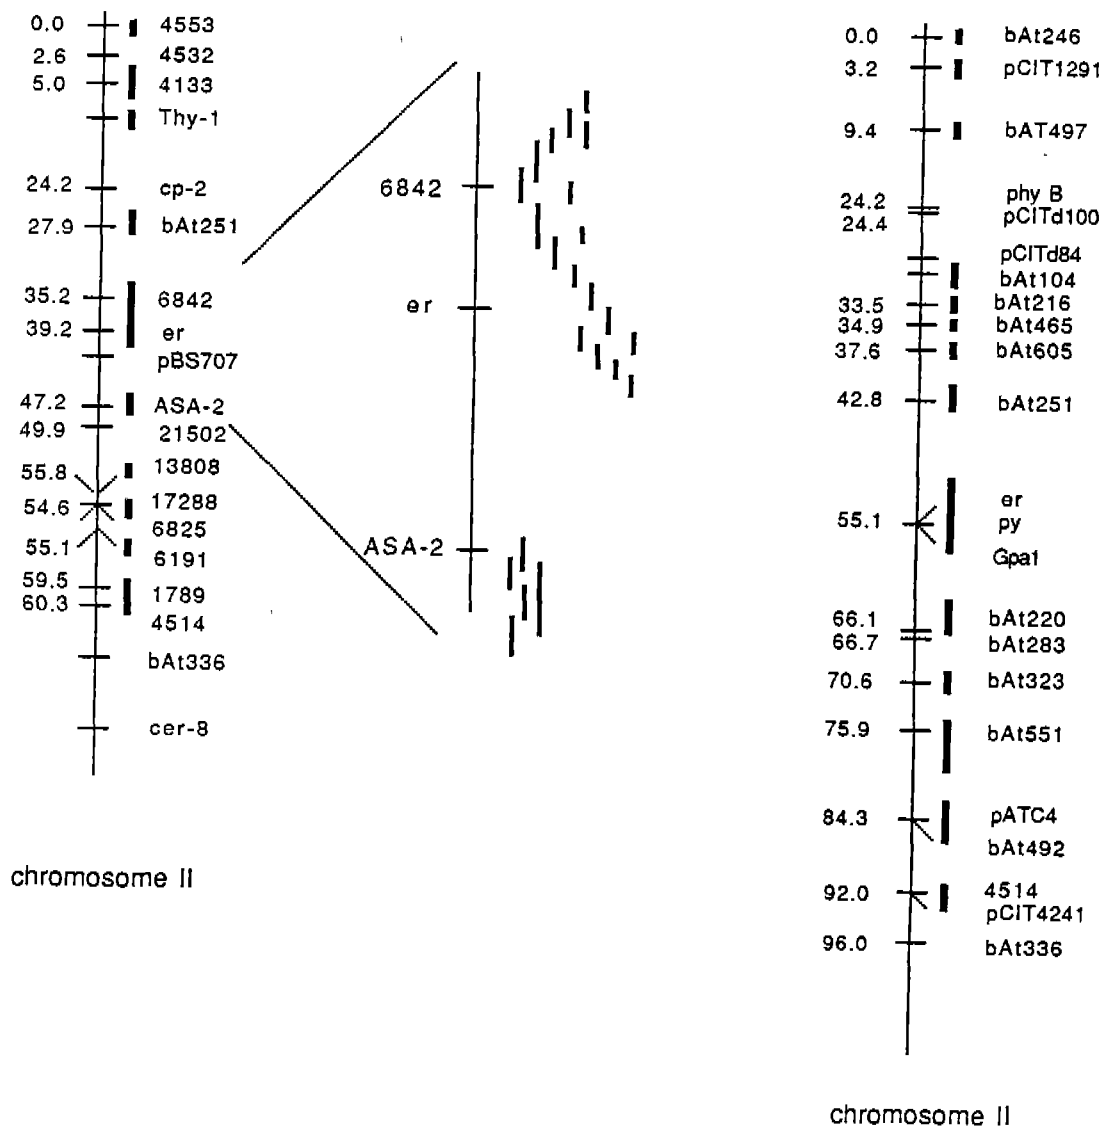 0.0 4553
2.6 4532
5.0 4133
Thy-1
24.2 cp-2
27.9 bAt251
35.2 6842
39.2 er
pBS707
47.2 ASA-2
49.9 21502
55.8 13808
54.6 17288
6825
55.1 6191
59.5 1789
60.3 4514
bAt336
cer-8
chromosome II
6842
er
ASA-2
0.0 bAt246
3.2 pCIT1291
9.4 bAT497
24.2 phy B
24.4 pCITd100
pCITd84
bAt104
33.5 bAt216
34.9 bAt465
37.6 bAt605
42.8 bAt251
er
55.1 py
Gpa1
66.1 bAt220
66.7 bAt283
70.6 bAt323
75.9 bAt551
84.3 pATC4
bAt492
92.0 4514
pCIT4241
96.0 bAt336
chromosome II